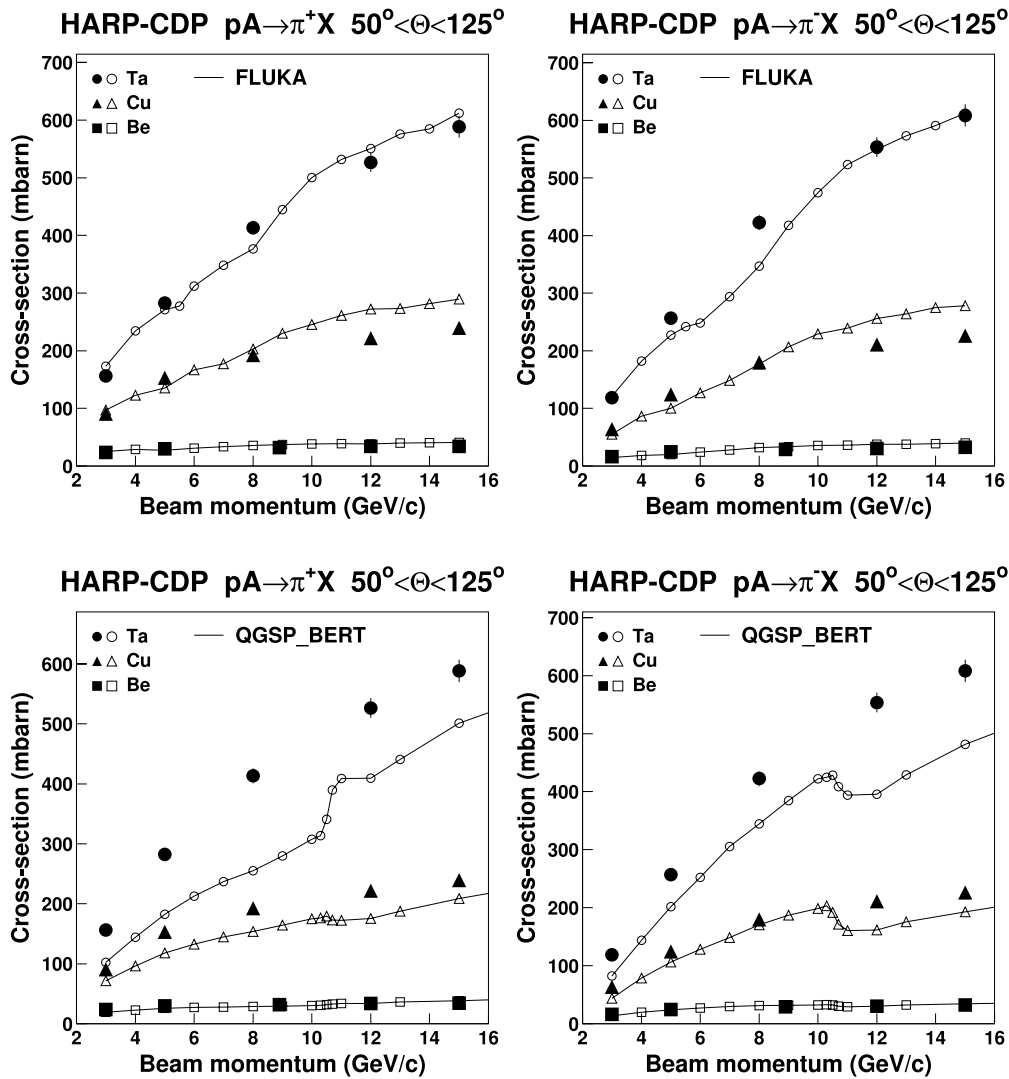 HARP-CDP pA→π⁺X 50°<Θ<125°
700
600
500
400
300
200
100
0
Cross-section (mbarn)
Ta FLUKA
Cu
Be
2 4 6 8 10 12 14 16
Beam momentum (GeV/c)
HARP-CDP pA→π⁻X 50°<Θ<125°
700
600
500
400
300
200
100
0
Cross-section (mbarn)
Ta FLUKA
Cu
Be
2 4 6 8 10 12 14 16
Beam momentum (GeV/c)
HARP-CDP pA→π⁺X 50°<Θ<125°
600
500
400
300
200
100
0
Cross-section (mbarn)
Ta QGSP_BERT
Cu
Be
2 4 6 8 10 12 14 16
Beam momentum (GeV/c)
HARP-CDP pA→π⁻X 50°<Θ<125°
700
600
500
400
300
200
100
0
Cross-section (mbarn)
Ta QGSP_BERT
Cu
Be
2 4 6 8 10 12 14 16
Beam momentum (GeV/c)